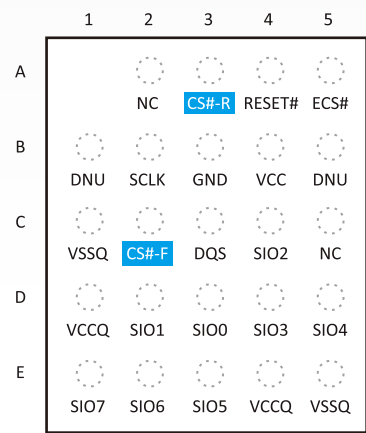 1 2 3 4 5
A
NC CS#-R RESET# ECS#
B
DNU SCLK GND VCC DNU
C
VSSQ CS#-F DQS SIO2 NC
D
VCCQ SIO1 SIO0 SIO3 SIO4
E
SIO7 SIO6 SIO5 VCCQ VSSQ